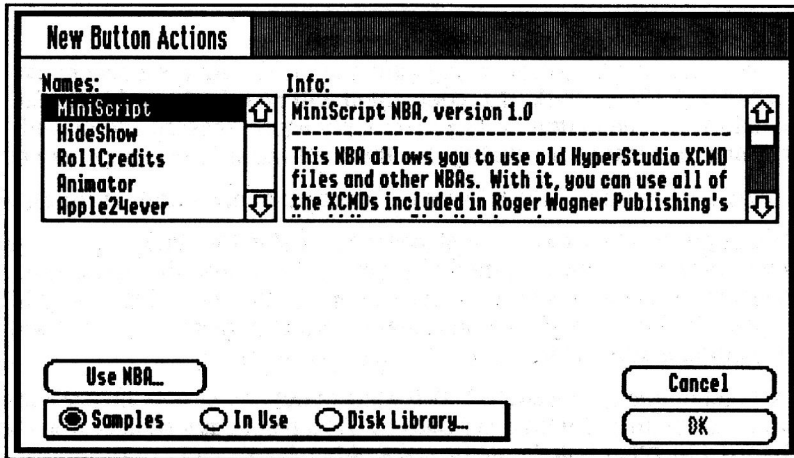 New Button Actions
Names:
MiniScript
HideShow
RollCredits
Animator
Apple24ever
Info:
MiniScript NBA, version 1.0
--------------------------------------------------
This NBA allows you to use old HyperStudio XCMD
files and other NBAs. With it, you can use all of
the XCMDs included in Roger Wagner Publishing's
Use NBA...
Cancel
Samples
In Use
Disk Library...
OK